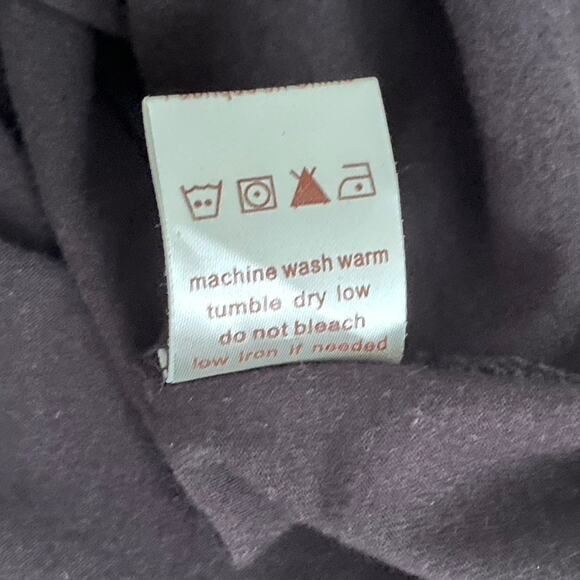 machine wash warm
tumble dry low
do not bleach
low iron if needed